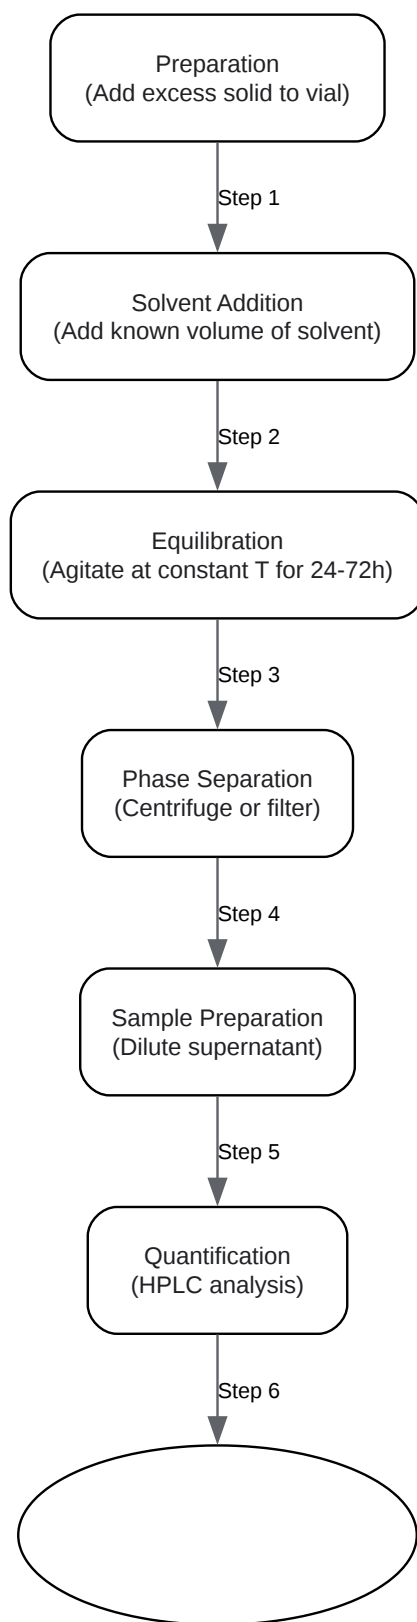 Preparation
(Add excess solid to vial)
Step 1
Solvent Addition
(Add known volume of solvent)
Step 2
Equilibration
(Agitate at constant T for 24-72h)
Step 3
Phase Separation
(Centrifuge or filter)
Step 4
Sample Preparation
(Dilute supernatant)
Step 5
Quantification
(HPLC analysis)
Step 6